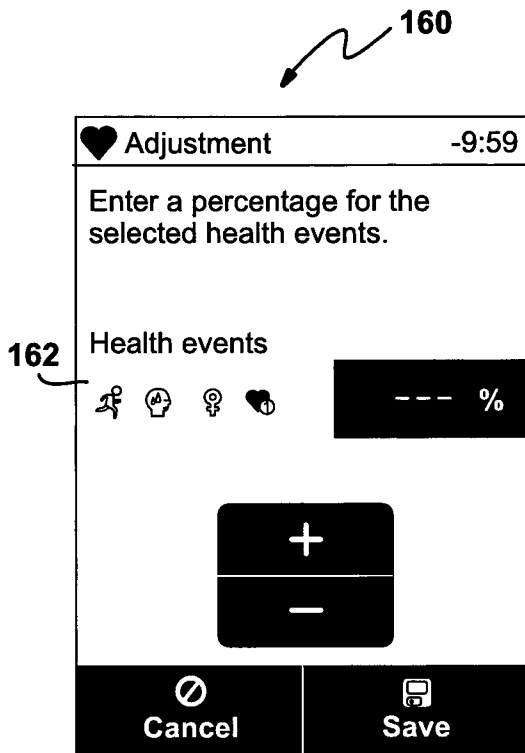 160
Adjustment -9:59
Enter a percentage for the
selected health events.
162
Health events
--- %
+
−
Cancel Save